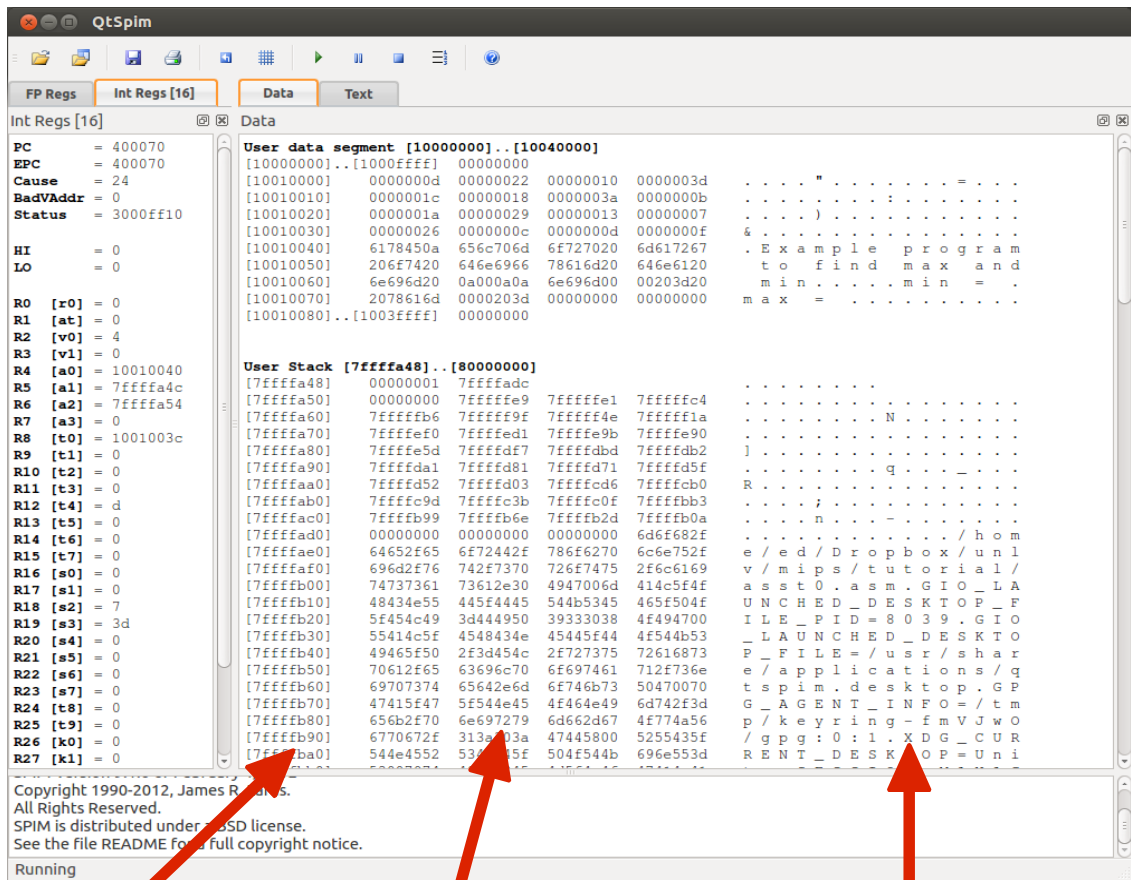 QtSpim
FP Regs
Int Regs [16]
Data
Text
Int Regs [16]
PC = 400070
EPC = 400070
Cause = 24
BadVAddr = 0
Status = 3000ff10
HI = 0
LO = 0
R0 [r0] = 0
R1 [at] = 0
R2 [v0] = 4
R3 [v1] = 0
R4 [a0] = 10010040
R5 [a1] = 7ffffa4c
R6 [a2] = 7ffffa54
R7 [a3] = 0
R8 [t0] = 1001003c
R9 [t1] = 0
R10 [t2] = 0
R11 [t3] = 0
R12 [t4] = d
R13 [t5] = 0
R14 [t6] = 0
R15 [t7] = 0
R16 [s0] = 0
R17 [s1] = 0
R18 [s2] = 7
R19 [s3] = 3d
R20 [s4] = 0
R21 [s5] = 0
R22 [s6] = 0
R23 [s7] = 0
R24 [t8] = 0
R25 [t9] = 0
R26 [k0] = 0
R27 [k1] = 0
Data
User data segment [10000000]..[10040000]
[10000000]..[1000ffff] 00000000
[10010000] 0000000d 00000022 00000010 0000003d . . . . " . . . . . . . = . . .
[10010010] 0000001c 00000018 0000003a 0000000b . . . . . . . . : . . . . . . .
[10010020] 0000001a 00000029 00000013 00000007 . . . . ) . . . . . . . . . . .
[10010030] 00000026 0000000c 0000000d 0000000f & . . . . . . . . . . . . . . .
[10010040] 6178450a 656c706d 6f727020 6d617267 . E x a m p l e   p r o g r a m
[10010050] 206f7420 646e6966 78616d20 646e6120 t o   f i n d   m a x   a n d
[10010060] 6e696d20 0a000a0a 6e696d00 00203d20 m i n . . . . . m i n   =   .
[10010070] 2078616d 0000203d 00000000 00000000 m a x   =   . . . . . . . . . .
[10010080]..[1003ffff] 00000000
User Stack [7ffffa48]..[80000000]
[7ffffa48] 00000001 7ffffadc . . . . . . . .
[7ffffa50] 00000000 7fffffe9 7fffffe1 7fffffc4 . . . . . . . . . . . . . . . .
[7ffffa60] 7fffffb6 7fffff9f 7fffff4e 7fffff1a . . . . . . . . N . . . . . . .
[7ffffa70] 7ffffef0 7ffffed1 7ffffe9b 7ffffe90 . . . . . . . . . . . . . . . .
[7ffffa80] 7ffffe5d 7ffffdf7 7ffffdbd 7ffffdb2 ] . . . . . . . . . . . . . . .
[7ffffa90] 7ffffda1 7ffffd81 7ffffd71 7ffffd5f . . . . . . . . q . . . _ . . .
[7ffffaa0] 7ffffd52 7ffffd03 7ffffcd6 7ffffcb0 R . . . . . . . . . . . . . . .
[7ffffab0] 7ffffc9d 7ffffc3b 7ffffc0f 7ffffbb3 . . . . ; . . . . . . . . . . .
[7ffffac0] 7ffffb99 7ffffb6e 7ffffb2d 7ffffb0a . . . . n . . . - . . . . . . .
[7ffffad0] 00000000 00000000 00000000 6d6f682f . . . . . . . . . . . . / h o m
[7ffffae0] 64652f65 6f72442f 786f6270 6c6e752f e / e d / D r o p b o x / u n l
[7ffffaf0] 696d2f76 742f7370 726f7475 2f6c6169 v / m i p s / t u t o r i a l /
[7ffffb00] 74737361 73612e30 4947006d 414c5f4f a s s t 0 . a s m . G I O _ L A
[7ffffb10] 48434e55 445f4445 544b5345 465f504f U N C H E D _ D E S K T O P _ F
[7ffffb20] 5f454c49 3d444950 39333038 4f494700 I L E _ P I D = 8 0 3 9 . G I O
[7ffffb30] 55414c5f 4548434e 45445f44 4f544b53 _ L A U N C H E D _ D E S K T O
[7ffffb40] 49465f50 2f3d454c 2f727375 72616873 P _ F I L E = / u s r / s h a r
[7ffffb50] 70612f65 63696c70 6f697461 712f736e e / a p p l i c a t i o n s / q
[7ffffb60] 69707374 65642e6d 6f746b73 50470070 t s p i m . d e s k t o p . G P
[7ffffb70] 47415f47 5f544e45 4f464e49 6d742f3d G _ A G E N T _ I N F O = / t m
[7ffffb80] 656b2f70 6e697279 6d662d67 4f774a56 p / k e y r i n g - f m V J w O
[7ffffb90] 6770672f 47445800 5255435f / g p g : 0 : 1 . X D G _ C U R
544e4552 504f544b 696e553d R E N T _ D E S K O P = U n i
Copyright 1990-2012, James R.
All Rights Reserved.
SPIM is distributed under a BSD license.
See the file README for a full copyright notice.
Running